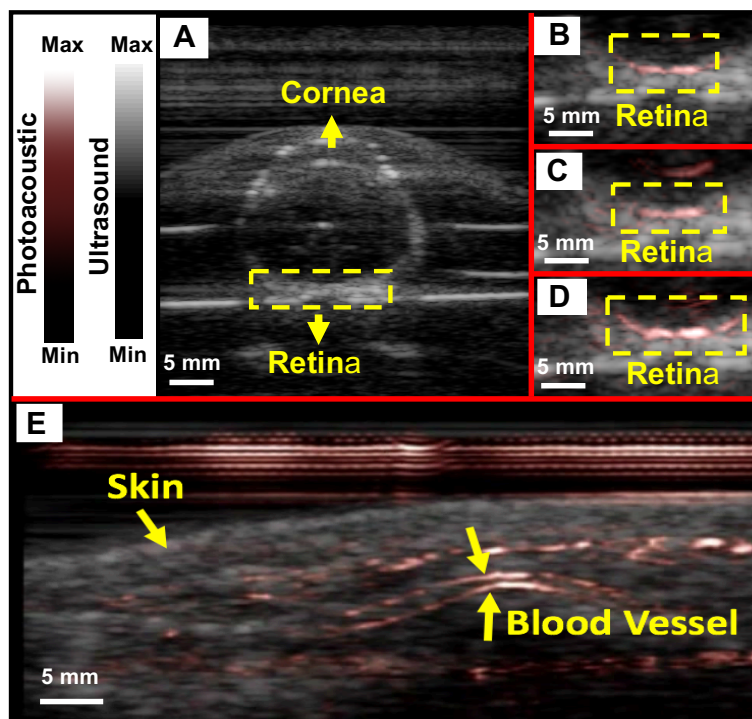 Max
Max
Photoacoustic
Ultrasound
Min
Min
A
Cornea
Retina
5 mm
B
5 mm
Retina
C
5 mm
Retina
D
5 mm
Retina
E
Skin
Blood Vessel
5 mm